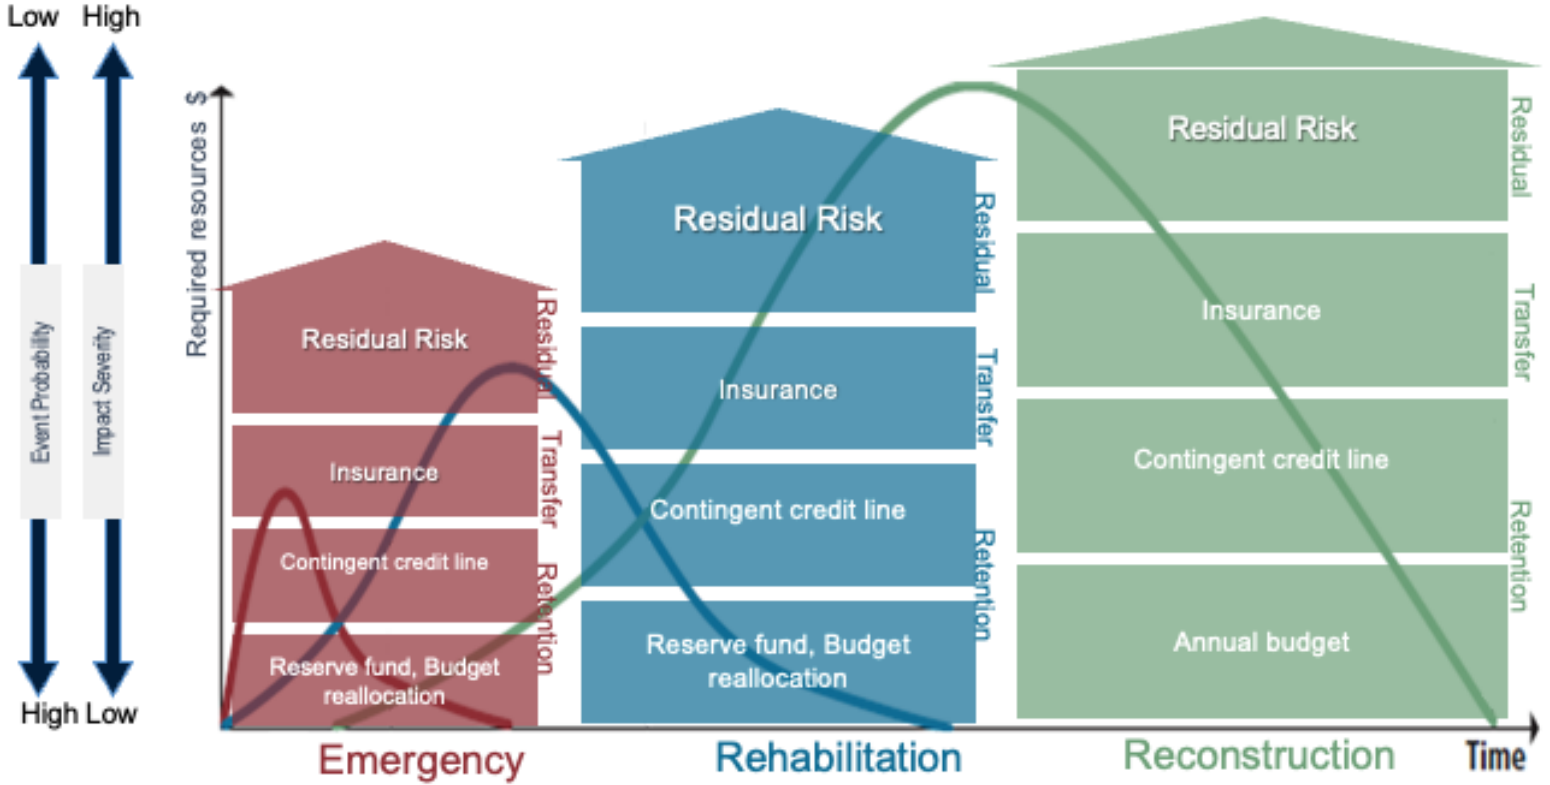 Low High
Event Probability
Impact Severity
High Low
Required resources $
Residual Risk
Insurance
Contingent credit line
Reserve fund, Budget
reallocation
Residual
Transfer
Retention
Emergency
Residual Risk
Insurance
Contingent credit line
Reserve fund, Budget
reallocation
Residual
Transfer
Retention
Rehabilitation
Residual Risk
Insurance
Contingent credit line
Annual budget
Residual
Transfer
Retention
Reconstruction
Time